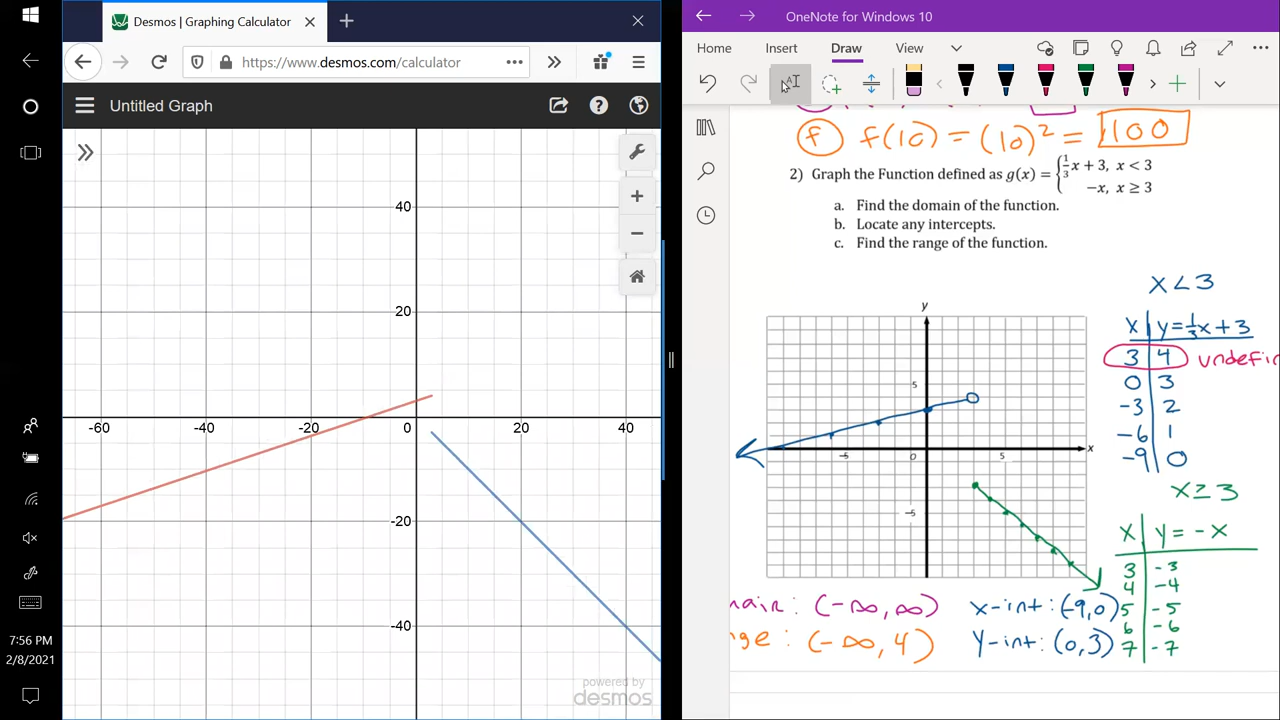 Desmos | Graphing Calculator
https://www.desmos.com/calculator
Untitled Graph
40
20
-60
-40
-20
0
20
40
-20
-40
powered by
desmos
7:56 PM
2/8/2021
OneNote for Windows 10
Home Insert Draw View
f f(10) = (10)² = 100
2) Graph the Function defined as g(x) = { 1/3 x + 3, x < 3
−x, x ≥ 3
a. Find the domain of the function.
b. Locate any intercepts.
c. Find the range of the function.
y
5
-5
0
5
x
-5
x < 3
x | y = 1/3 x + 3
3 | 4 undefin
0 | 3
-3 | 2
-6 | 1
-9 | 0
x ≥ 3
x | y = -x
3 | -3
4 | -4
5 | -5
6 | -6
7 | -7
main : (-∞, ∞)
nge : (-∞, 4)
x-int : (-9, 0)
y-int : (0, 3)